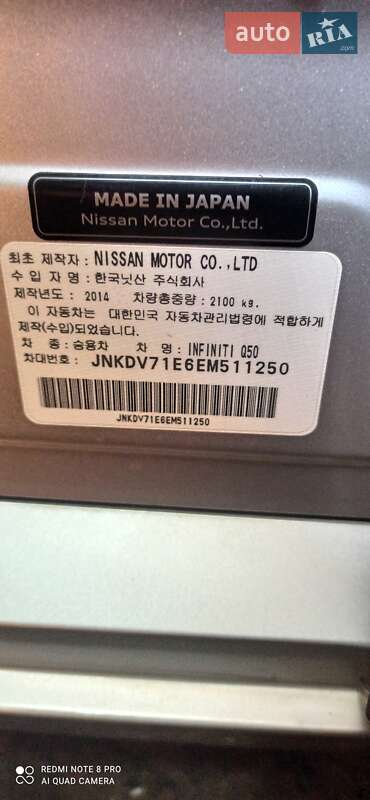 auto RIA.com
MADE IN JAPAN
Nissan Motor Co.,Ltd.
최초 제작자 : NISSAN MOTOR CO.,LTD
수 입 자 명 : 한국닛산 주식회사
제작년도 : 2014 차량총중량 : 2100 kg.
이 자동차는 대한민국 자동차관리법령에 적합하게
제작(수입)되었습니다.
차 종 : 승용차 차 명 : INFINITI Q50
차대번호 : JNKDV71E6EM511250
JNKDV71E6EM511250
REDMI NOTE 8 PRO
AI QUAD CAMERA